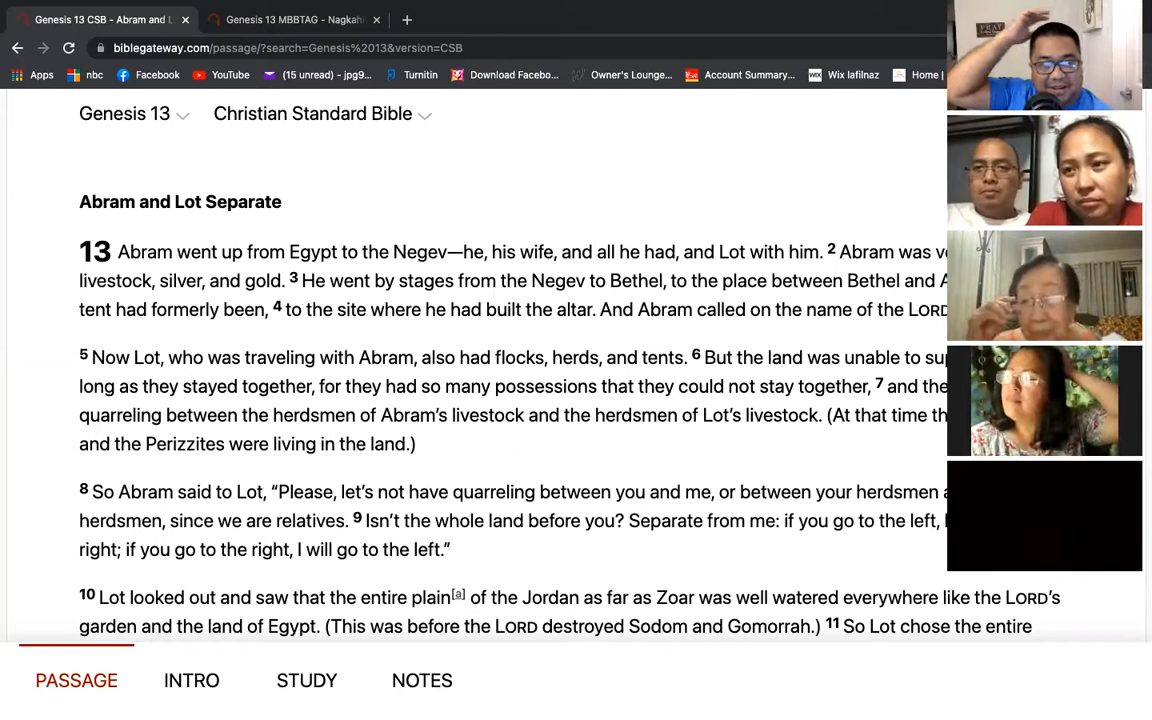 Genesis 13 CSB - Abram and L
Genesis 13 MBBTAG - Nagkahi
biblegateway.com/passage/?search=Genesis%2013&version=CSB
Apps nbc Facebook YouTube (15 unread) - jpg9... Turnitin Download Facebo... Owner's Lounge... Account Summary... WIX Wix lafilnaz Home |
PRAY
Genesis 13 Christian Standard Bible
Abram and Lot Separate
13 Abram went up from Egypt to the Negev—he, his wife, and all he had, and Lot with him. 2 Abram was
livestock, silver, and gold. 3 He went by stages from the Negev to Bethel, to the place between Bethel and
tent had formerly been, 4 to the site where he had built the altar. And Abram called on the name of the LORD
5 Now Lot, who was traveling with Abram, also had flocks, herds, and tents. 6 But the land was unable to
long as they stayed together, for they had so many possessions that they could not stay together, 7 and
quarreling between the herdsmen of Abram's livestock and the herdsmen of Lot's livestock. (At that time
and the Perizzites were living in the land.)
8 So Abram said to Lot, “Please, let's not have quarreling between you and me, or between your herdsmen
herdsmen, since we are relatives. 9 Isn't the whole land before you? Separate from me: if you go to the left,
right; if you go to the right, I will go to the left.”
10 Lot looked out and saw that the entire plain[a] of the Jordan as far as Zoar was well watered everywhere like the LORD's
garden and the land of Egypt. (This was before the LORD destroyed Sodom and Gomorrah.) 11 So Lot chose the entire
PASSAGE INTRO STUDY NOTES